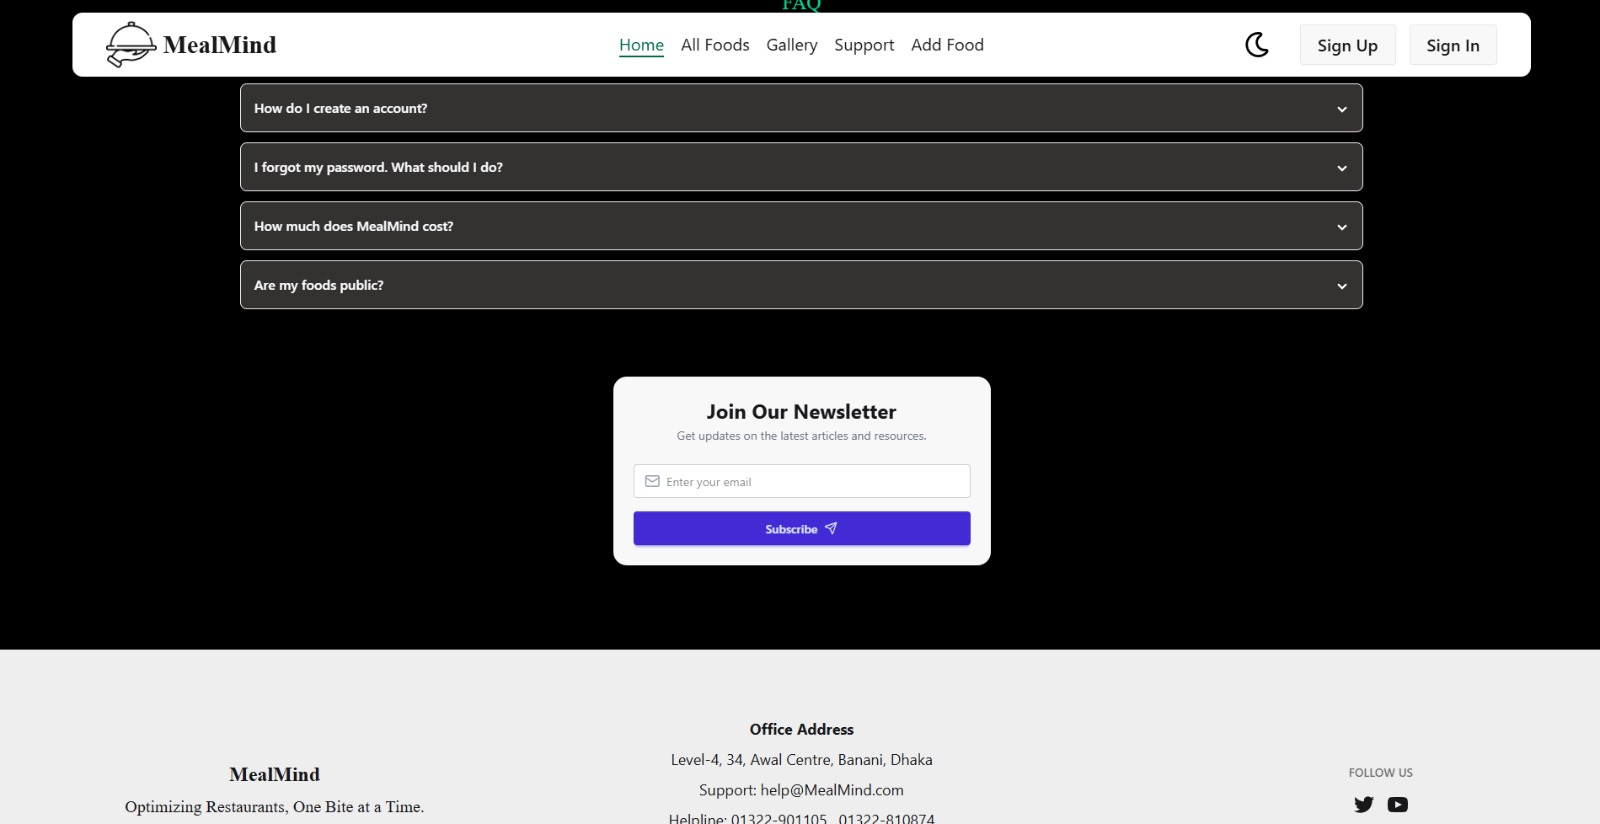 FAQ
MealMind
Home All Foods Gallery Support Add Food
Sign Up Sign In
How do I create an account?
I forgot my password. What should I do?
How much does MealMind cost?
Are my foods public?
Join Our Newsletter
Get updates on the latest articles and resources.
Enter your email
Subscribe
Office Address
Level-4, 34, Awal Centre, Banani, Dhaka
Support: help@MealMind.com
Helpline: 01322-901105, 01322-810874
MealMind
Optimizing Restaurants, One Bite at a Time.
FOLLOW US